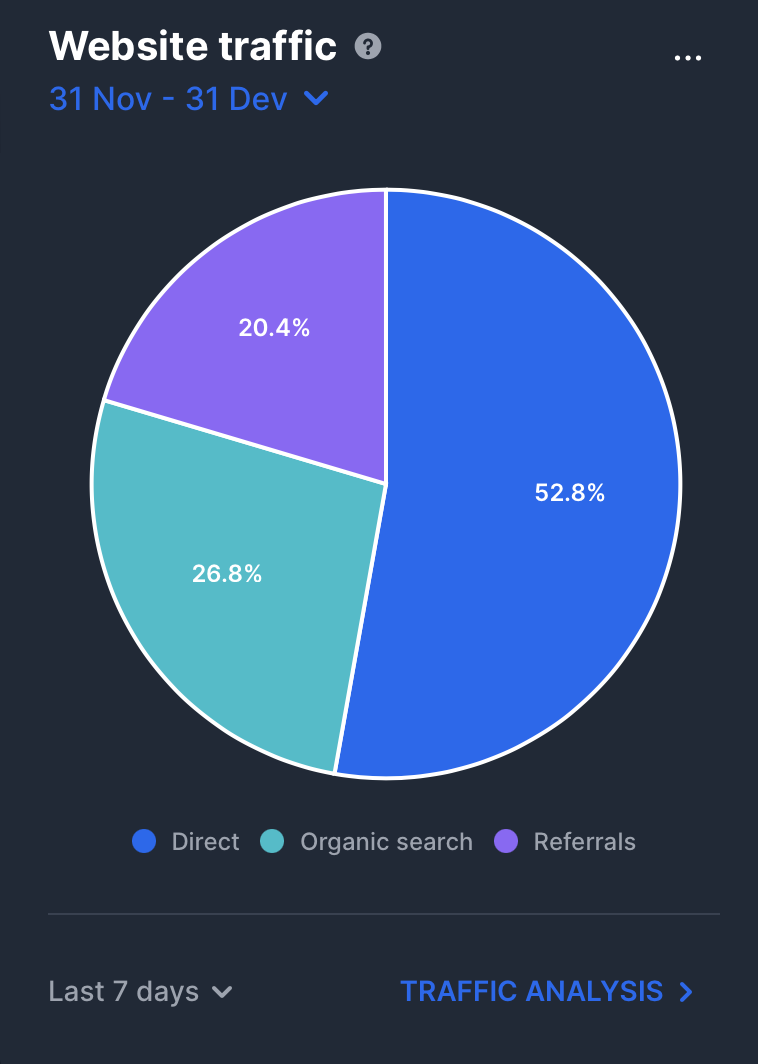 Website traffic ?
31 Nov - 31 Dev
...
20.4%
52.8%
26.8%
Direct Organic search Referrals
Last 7 days TRAFFIC ANALYSIS